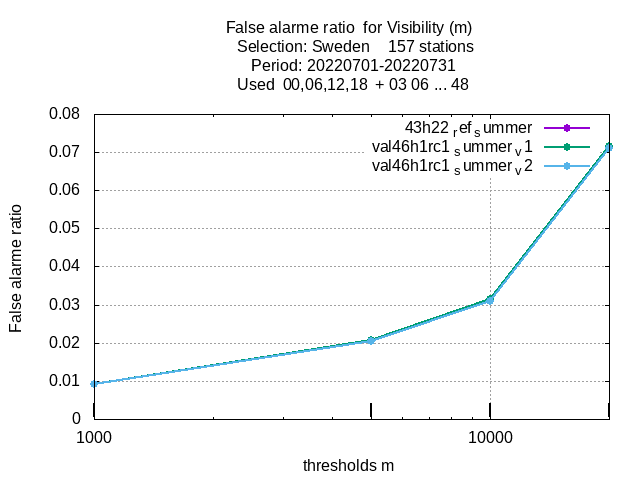 False alarme ratio  for Visibility (m)
Selection: Sweden    157 stations
Period: 20220701-20220731
Used  00,06,12,18  + 03 06 ... 48
0.08
0.07
0.06
0.05
0.04
0.03
0.02
0.01
0
False alarme ratio
43h22 ref summer
val46h1rc1 summer v1
val46h1rc1 summer v2
1000
10000
thresholds m